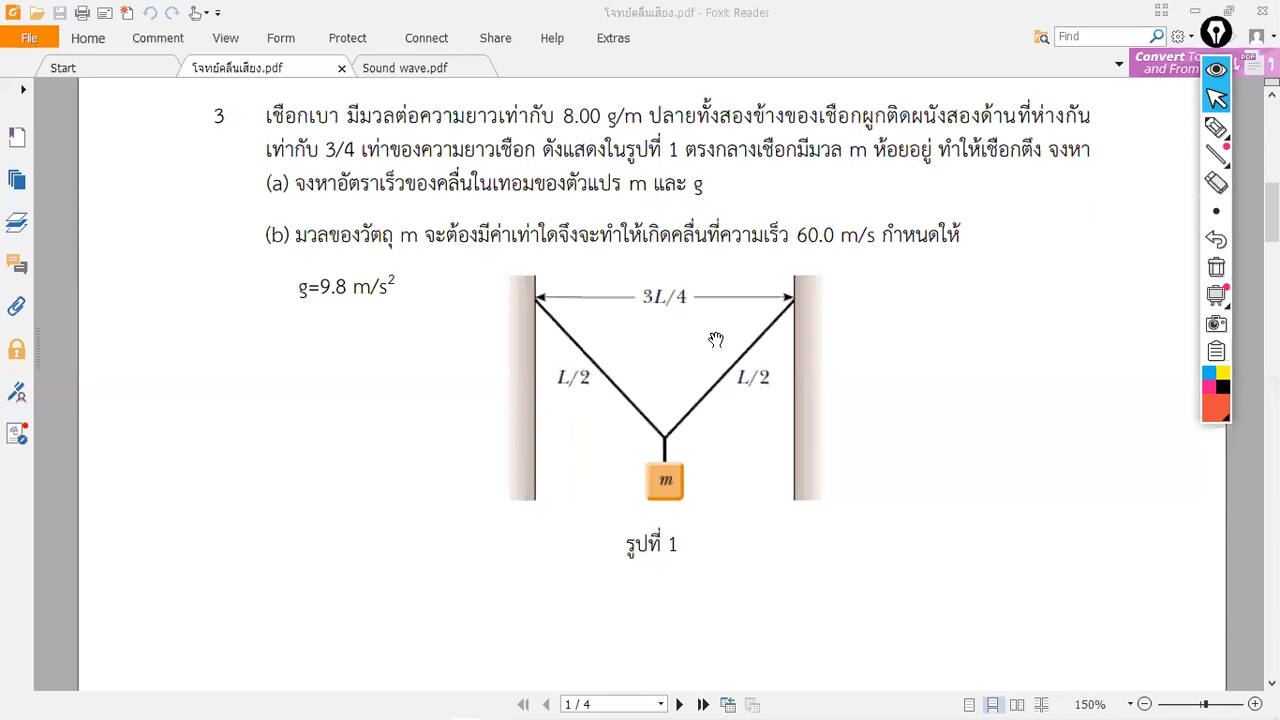 โจทย์คลื่นเสียง.pdf - Foxit Reader
File Home Comment View Form Protect Connect Share Help Extras Find
Start โจทย์คลื่นเสียง.pdf Sound wave.pdf
Convert
and From PDF
3 เชือกเบา มีมวลต่อความยาวเท่ากับ 8.00 g/m ปลายทั้งสองข้างของเชือกผูกติดผนังสองด้านที่ห่างกัน
เท่ากับ 3/4 เท่าของความยาวเชือก ดังแสดงในรูปที่ 1 ตรงกลางเชือกมีมวล m ห้อยอยู่ ทำให้เชือกตึง จงหา
(a) จงหาอัตราเร็วของคลื่นในเทอมของตัวแปร m และ g
(b) มวลของวัตถุ m จะต้องมีค่าเท่าใดจึงจะทำให้เกิดคลื่นที่ความเร็ว 60.0 m/s กำหนดให้
g=9.8 m/s²
3L/4
L/2 L/2
m
รูปที่ 1
1 / 4 150%